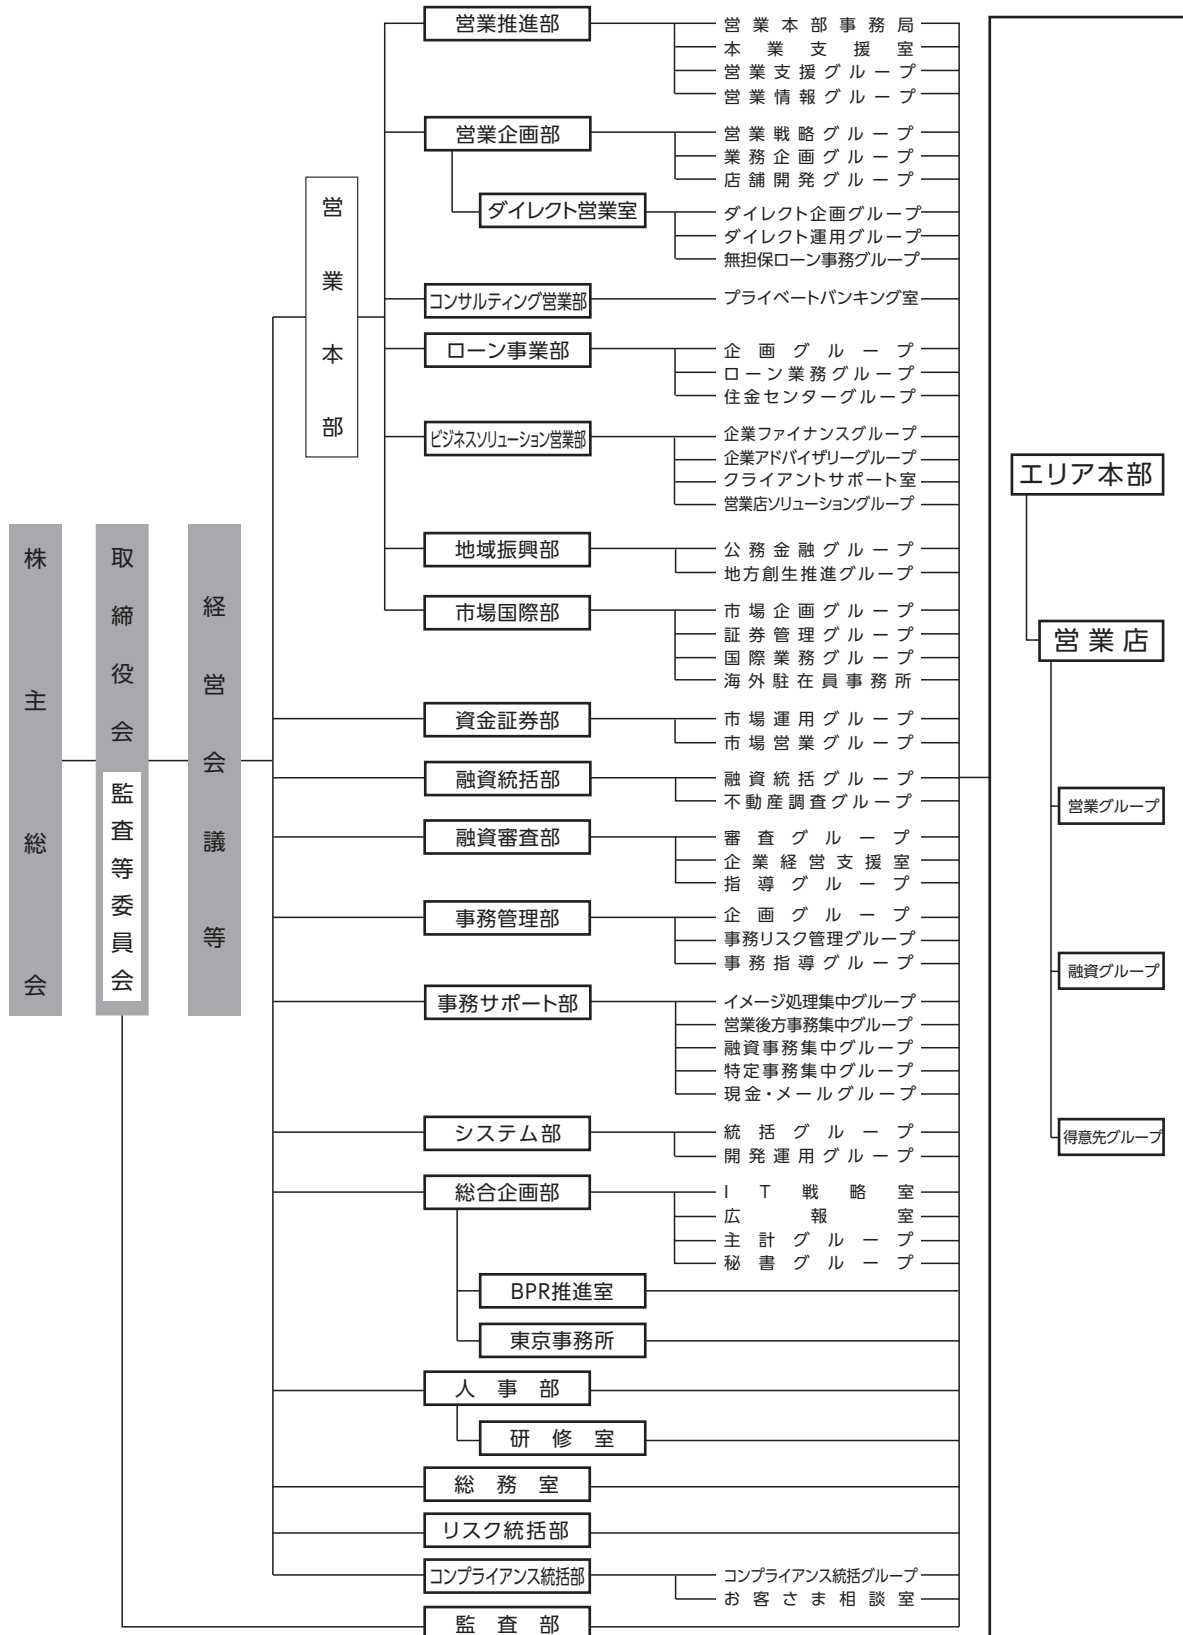 株主総会
取締役会
監査等委員会
経営会議等
営業本部
営業推進部
営業本部事務局
本業支援室
営業支援グループ
営業情報グループ
営業企画部
営業戦略グループ
業務企画グループ
店舗開発グループ
ダイレクト営業室
ダイレクト企画グループ
ダイレクト運用グループ
無担保ローン事務グループ
コンサルティング営業部
プライベートバンキング室
ローン事業部
企画グループ
ローン業務グループ
住金センターグループ
ビジネスソリューション営業部
企業ファイナンスグループ
企業アドバイザリーグループ
クライアントサポート室
営業店ソリューショングループ
地域振興部
公務金融グループ
地方創生推進グループ
市場国際部
市場企画グループ
証券管理グループ
国際業務グループ
海外駐在員事務所
資金証券部
市場運用グループ
市場営業グループ
融資統括部
融資統括グループ
不動産調査グループ
融資審査部
審査グループ
企業経営支援室
指導グループ
事務管理部
企画グループ
事務リスク管理グループ
事務指導グループ
事務サポート部
イメージ処理集中グループ
営業後方事務集中グループ
融資事務集中グループ
特定事務集中グループ
現金・メールグループ
システム部
統括グループ
開発運用グループ
総合企画部
IT戦略室
広報室
主計グループ
秘書グループ
BPR推進室
東京事務所
人事部
研修室
総務室
リスク統括部
コンプライアンス統括部
コンプライアンス統括グループ
お客さま相談室
監査部
エリア本部
営業店
営業グループ
融資グループ
得意先グループ